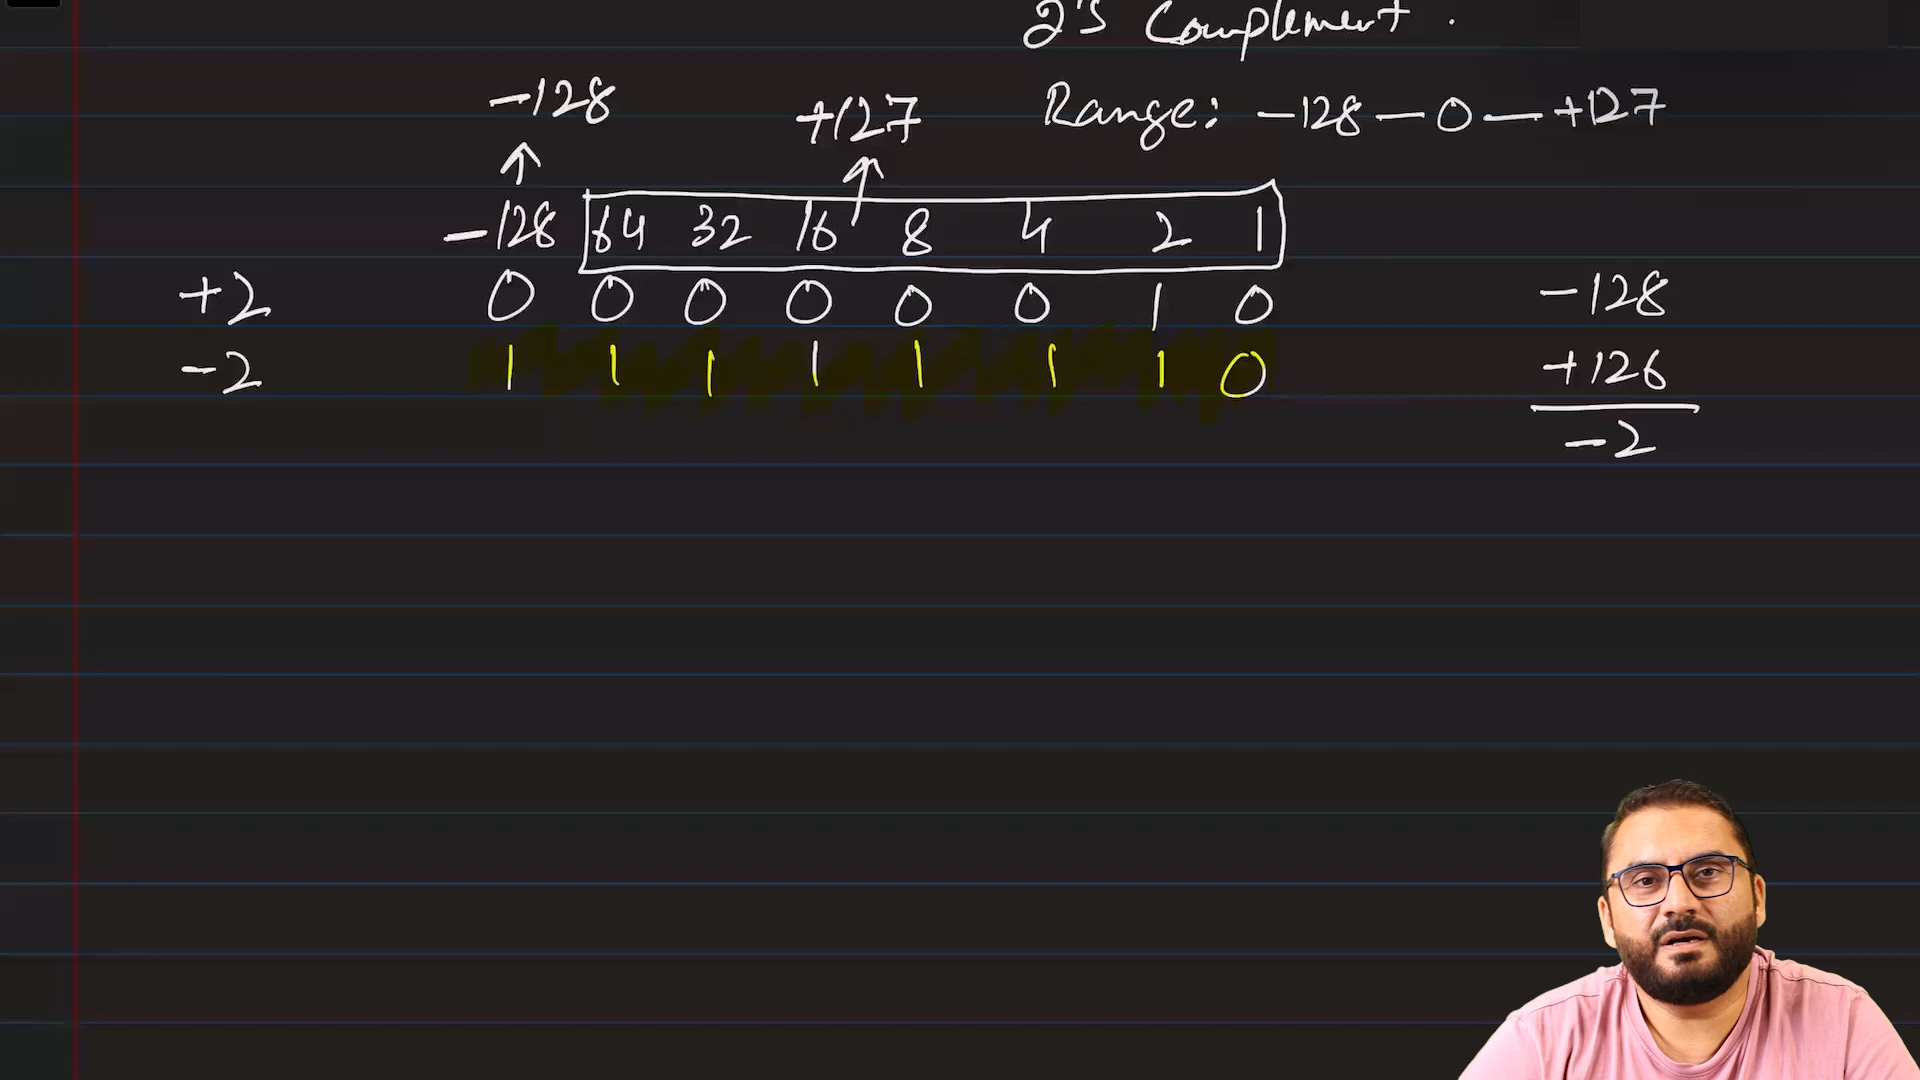 2's Complement.
-128 +127 Range: -128 — 0 — +127
-128 64 32 16 8 4 2 1
+2 0 0 0 0 0 0 1 0 -128
-2 1 1 1 1 1 1 1 0 +126
-2